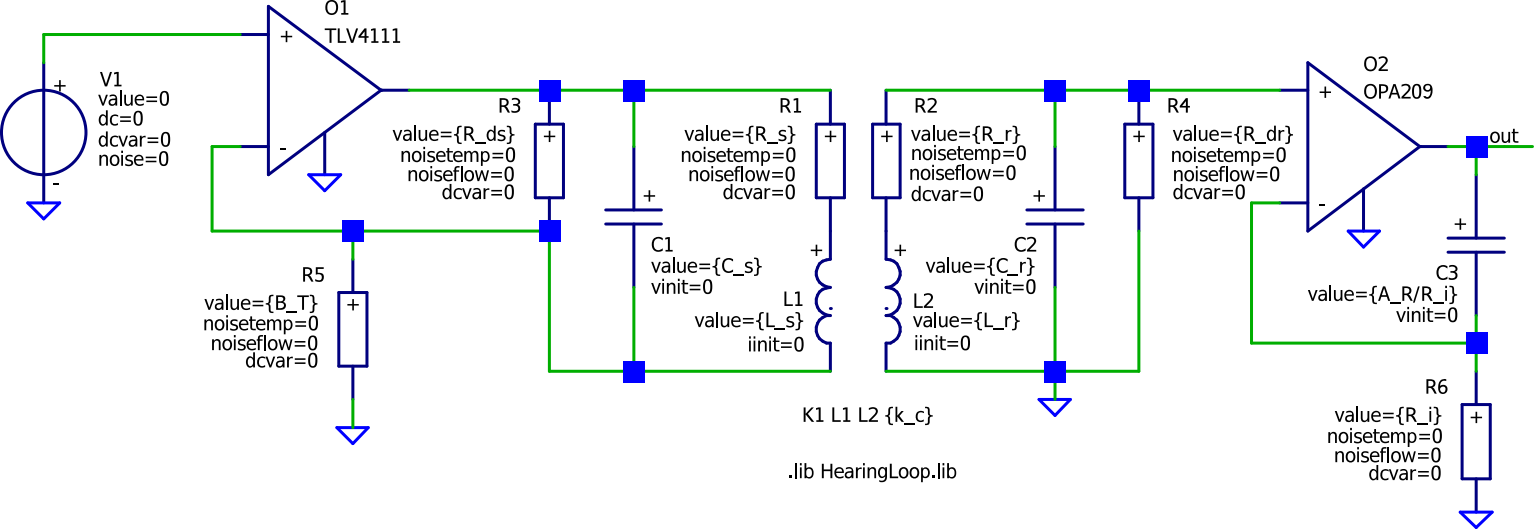 O1
TLV4111
+
-
V1
value=0
dc=0
dcvar=0
noise=0
+
-
R3
value={R_ds}
noisetemp=0
noiseflow=0
dcvar=0
+
+
C1
value={C_s}
vinit=0
R1
value={R_s}
noisetemp=0
noiseflow=0
dcvar=0
+
+
L1
value={L_s}
iinit=0
R5
value={B_T}
noisetemp=0
noiseflow=0
dcvar=0
+
R2
value={R_r}
noisetemp=0
noiseflow=0
dcvar=0
+
+
L2
value={L_r}
iinit=0
+
C2
value={C_r}
vinit=0
R4
value={R_dr}
noisetemp=0
noiseflow=0
dcvar=0
+
O2
OPA209
+
-
out
+
C3
value={A_R/R_i}
vinit=0
R6
value={R_i}
noisetemp=0
noiseflow=0
dcvar=0
+
K1 L1 L2 {k_c}
.lib HearingLoop.lib